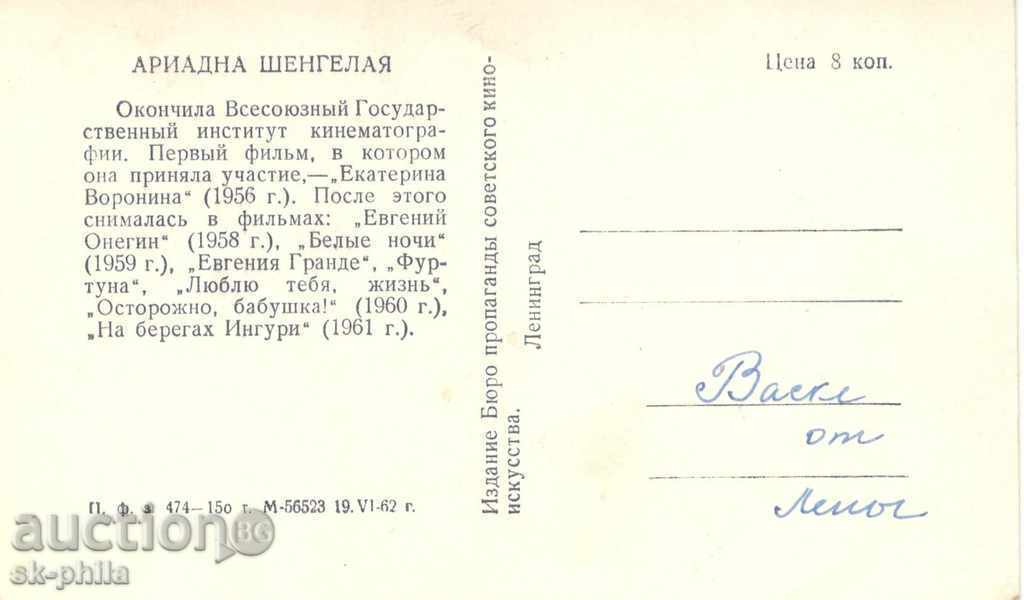 АРИАДНА ШЕНГЕЛАЯ
Окончила Всесоюзный Государ-
ственный институт кинематогра-
фии. Первый фильм, в котором
она приняла участие,—„Екатерина
Воронина“ (1956 г.). После этого
снималась в фильмах: „Евгений
Онегин“ (1958 г.), „Белые ночи“
(1959 г.), „Евгения Гранде“, „Фур-
туна“, „Люблю тебя, жизнь“,
„Осторожно, бабушка!“ (1960 г.),
„На берегах Ингури“ (1961 г.).
П. ф. 474—150 т. М-56523 19.VI-62 г.
Издание Бюро пропаганды советского кино-
искусства.
Ленинград
Цена 8 коп.
Васке
от
auctionBG
sk-phila